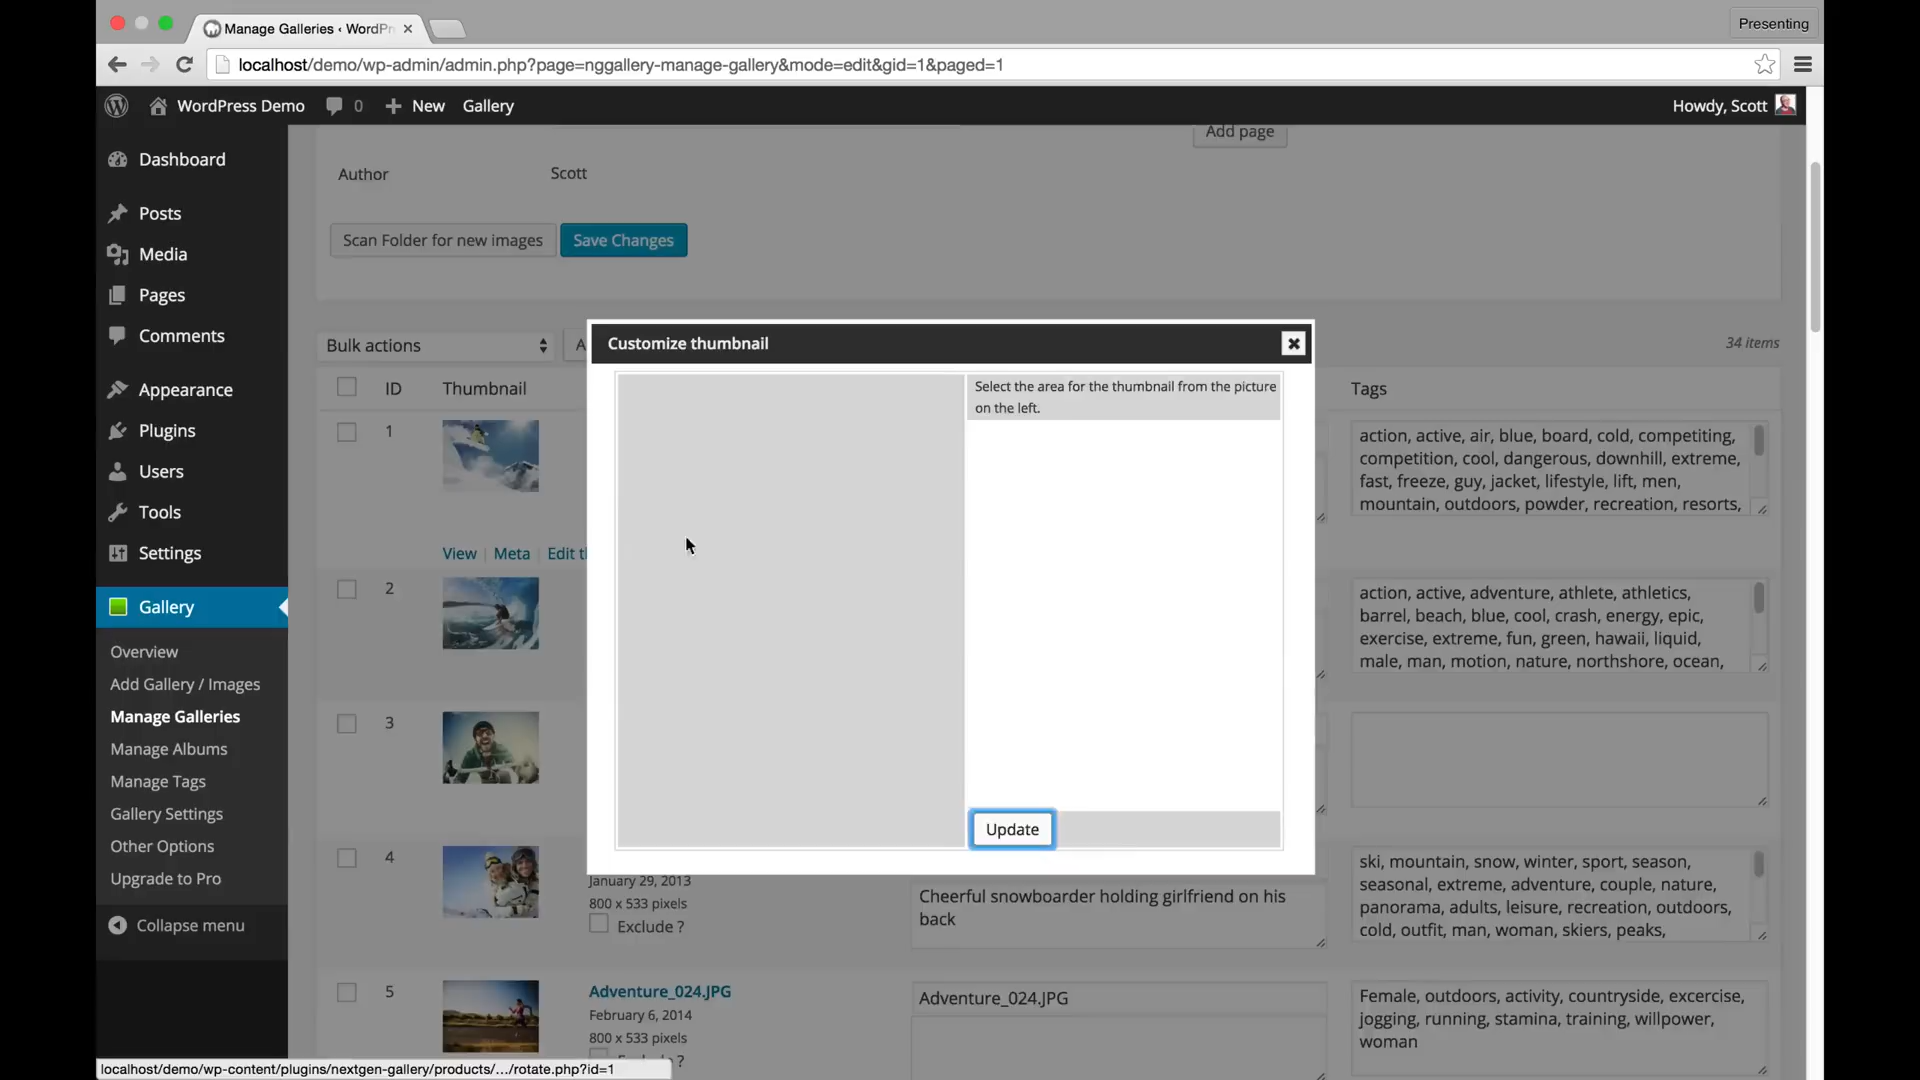 Manage Galleries ‹ WordPr
Presenting
localhost/demo/wp-admin/admin.php?page=nggallery-manage-gallery&mode=edit&gid=1&paged=1
WordPress Demo
0
New
Gallery
Howdy, Scott
Dashboard
Posts
Media
Pages
Comments
Appearance
Plugins
Users
Tools
Settings
Gallery
Overview
Add Gallery / Images
Manage Galleries
Manage Albums
Manage Tags
Gallery Settings
Other Options
Upgrade to Pro
Collapse menu
Add page
Author
Scott
Scan Folder for new images
Save Changes
Bulk actions
A
34 items
ID
Thumbnail
Tags
Customize thumbnail
Select the area for the thumbnail from the picture
on the left.
Update
1
View | Meta | Edit t
action, active, air, blue, board, cold, competiting,
competition, cool, dangerous, downhill, extreme,
fast, freeze, guy, jacket, lifestyle, lift, men,
mountain, outdoors, powder, recreation, resorts,
2
action, active, adventure, athlete, athletics,
barrel, beach, blue, cool, crash, energy, epic,
exercise, extreme, fun, green, hawaii, liquid,
male, man, motion, nature, northshore, ocean,
3
4
January 29, 2013
800 x 533 pixels
Exclude ?
Cheerful snowboarder holding girlfriend on his
back
ski, mountain, snow, winter, sport, season,
seasonal, extreme, adventure, couple, nature,
panorama, adults, leisure, recreation, outdoors,
cold, outfit, man, woman, skiers, peaks,
5
Adventure_024.JPG
February 6, 2014
800 x 533 pixels
Exclude ?
Adventure_024.JPG
Female, outdoors, activity, countryside, excercise,
jogging, running, stamina, training, willpower,
woman
localhost/demo/wp-content/plugins/nextgen-gallery/products/.../rotate.php?id=1